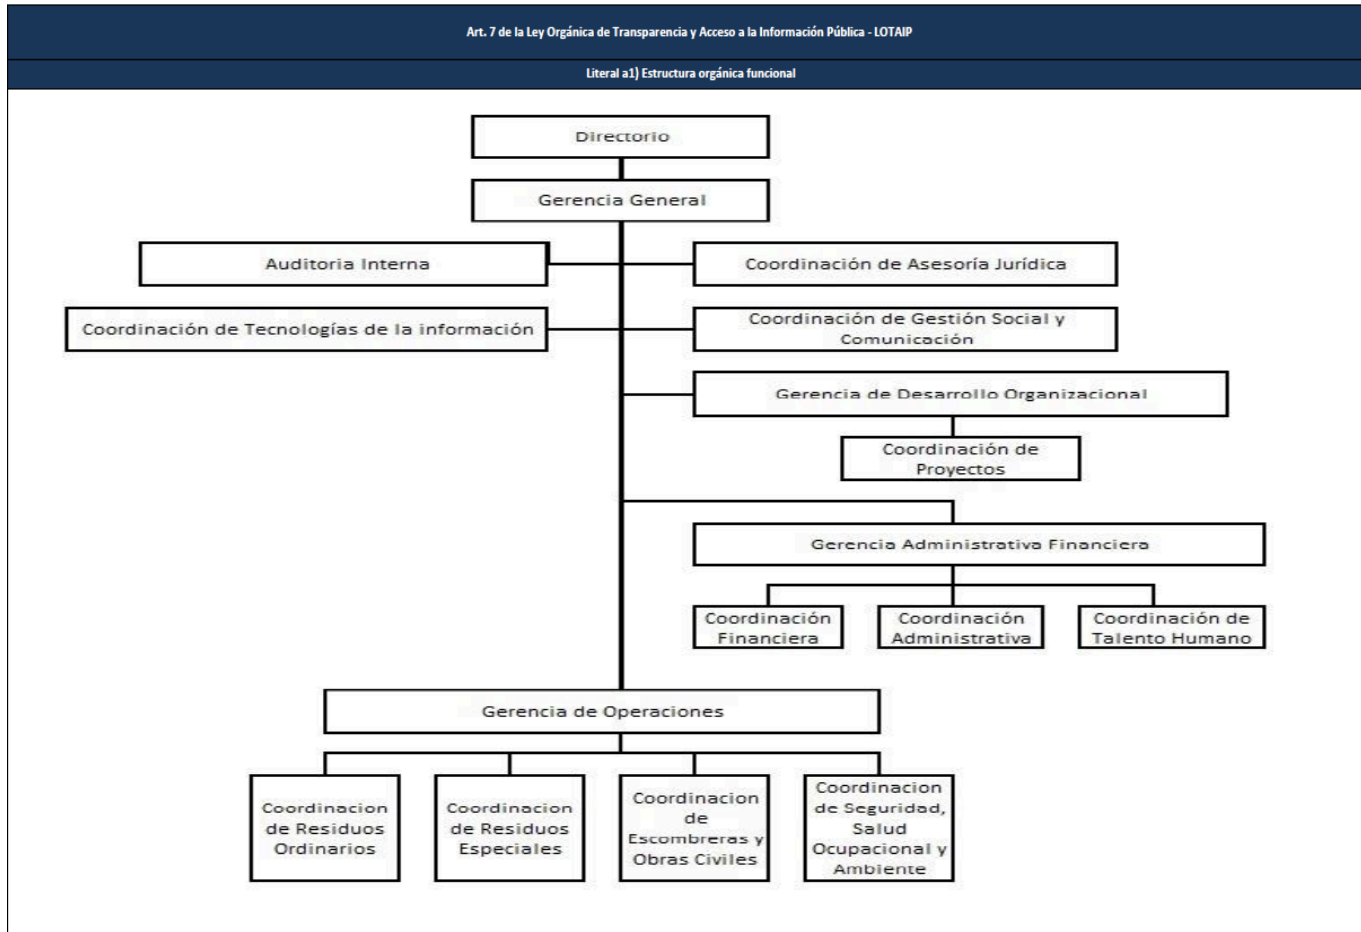 Art. 7 de la Ley Orgánica de Transparencia y Acceso a la Información Pública - LOTAIP
Literal a1) Estructura orgánica funcional
Directorio
Gerencia General
Auditoria Interna
Coordinación de Asesoría Jurídica
Coordinación de Tecnologías de la información
Coordinación de Gestión Social y
Comunicación
Gerencia de Desarrollo Organizacional
Coordinación de
Proyectos
Gerencia Administrativa Financiera
Coordinación
Financiera
Coordinación
Administrativa
Coordinación de
Talento Humano
Gerencia de Operaciones
Coordinacion
de Residuos
Ordinarios
Coordinacion
de Residuos
Especiales
Coordinacion
de
Escombreras y
Obras Civiles
Coordinacion
de Seguridad,
Salud
Ocupacional y
Ambiente